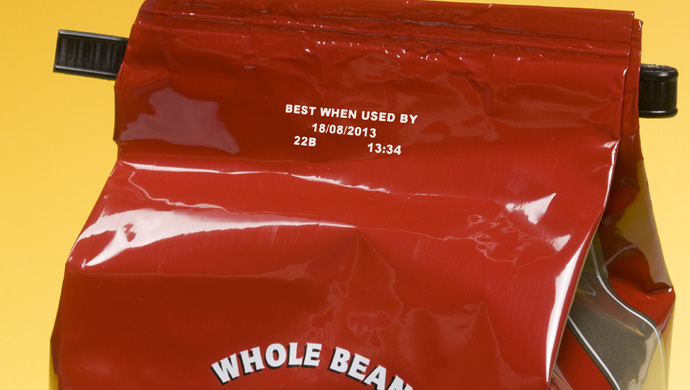 BEST WHEN USED BY
18/08/2013
22B 13:34
WHOLE BEAN